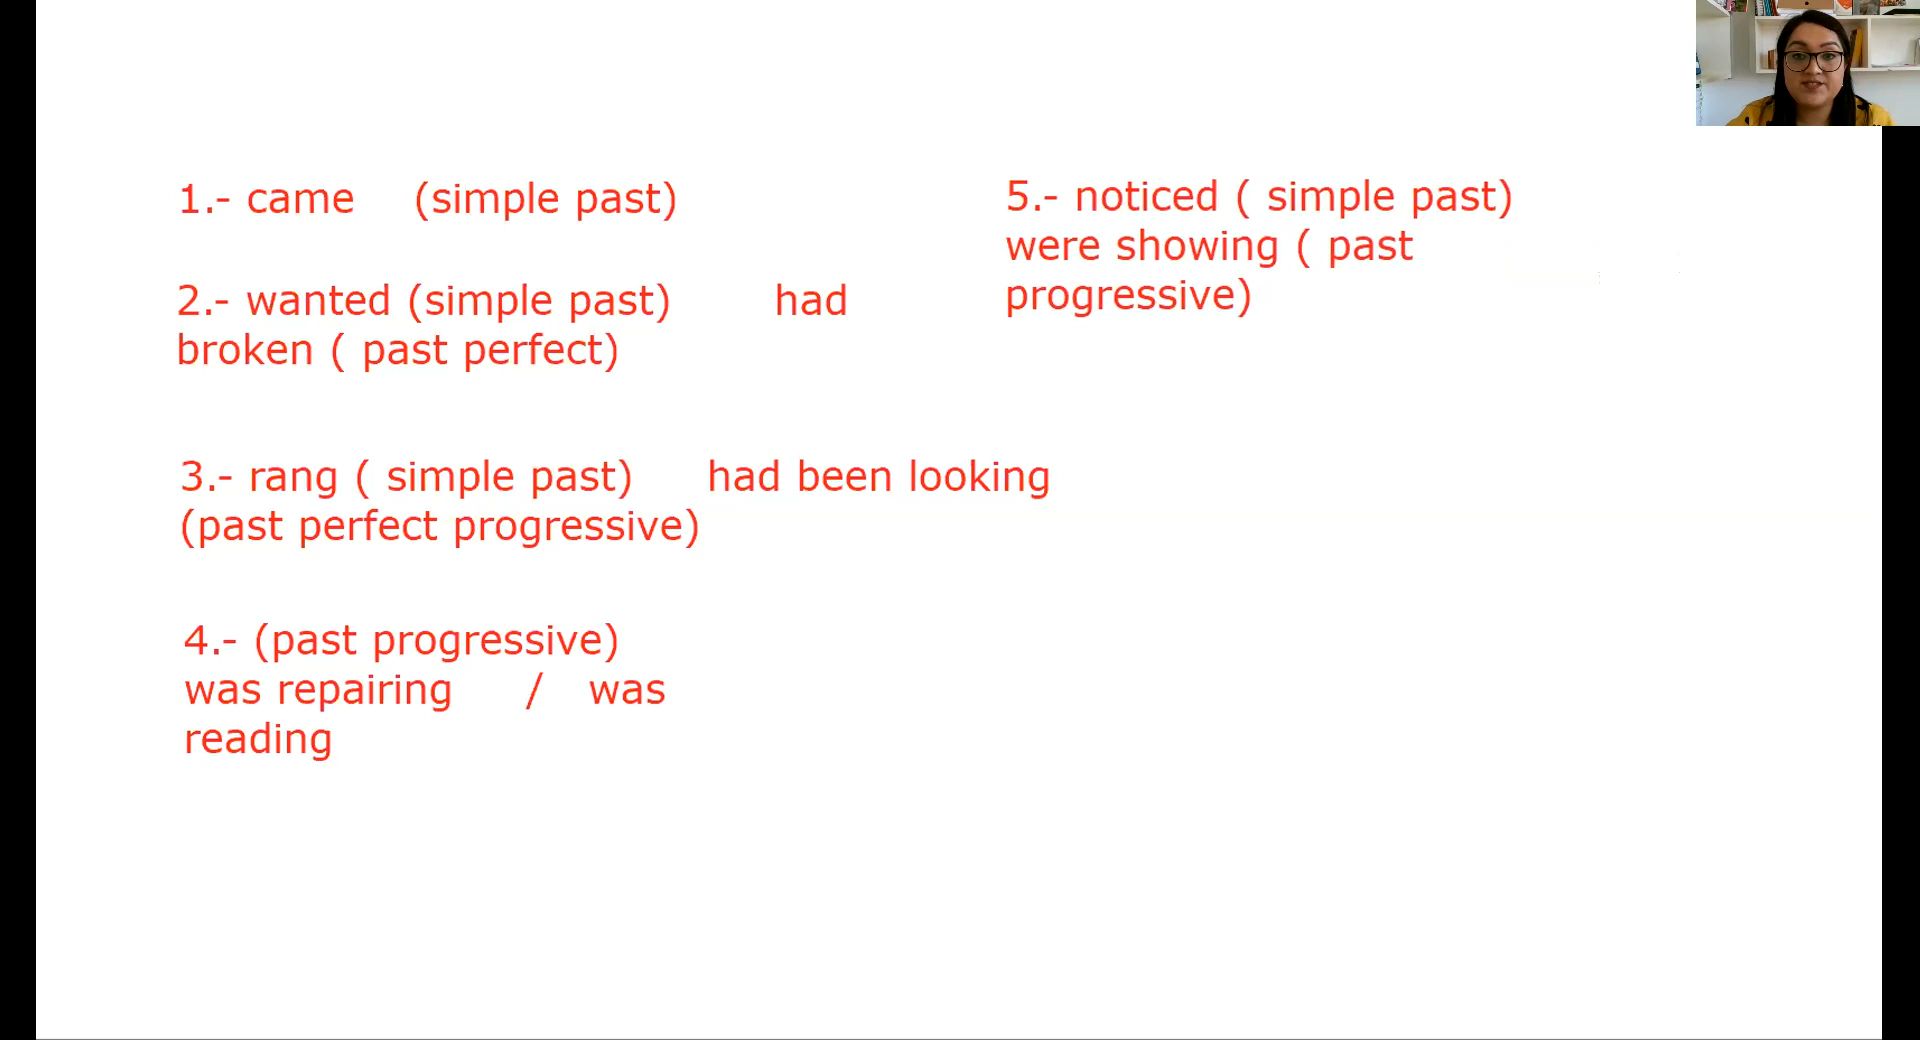 1.- came (simple past)
2.- wanted (simple past) had
broken ( past perfect)
3.- rang ( simple past) had been looking
(past perfect progressive)
4.- (past progressive)
was repairing / was
reading
5.- noticed ( simple past)
were showing ( past
progressive)